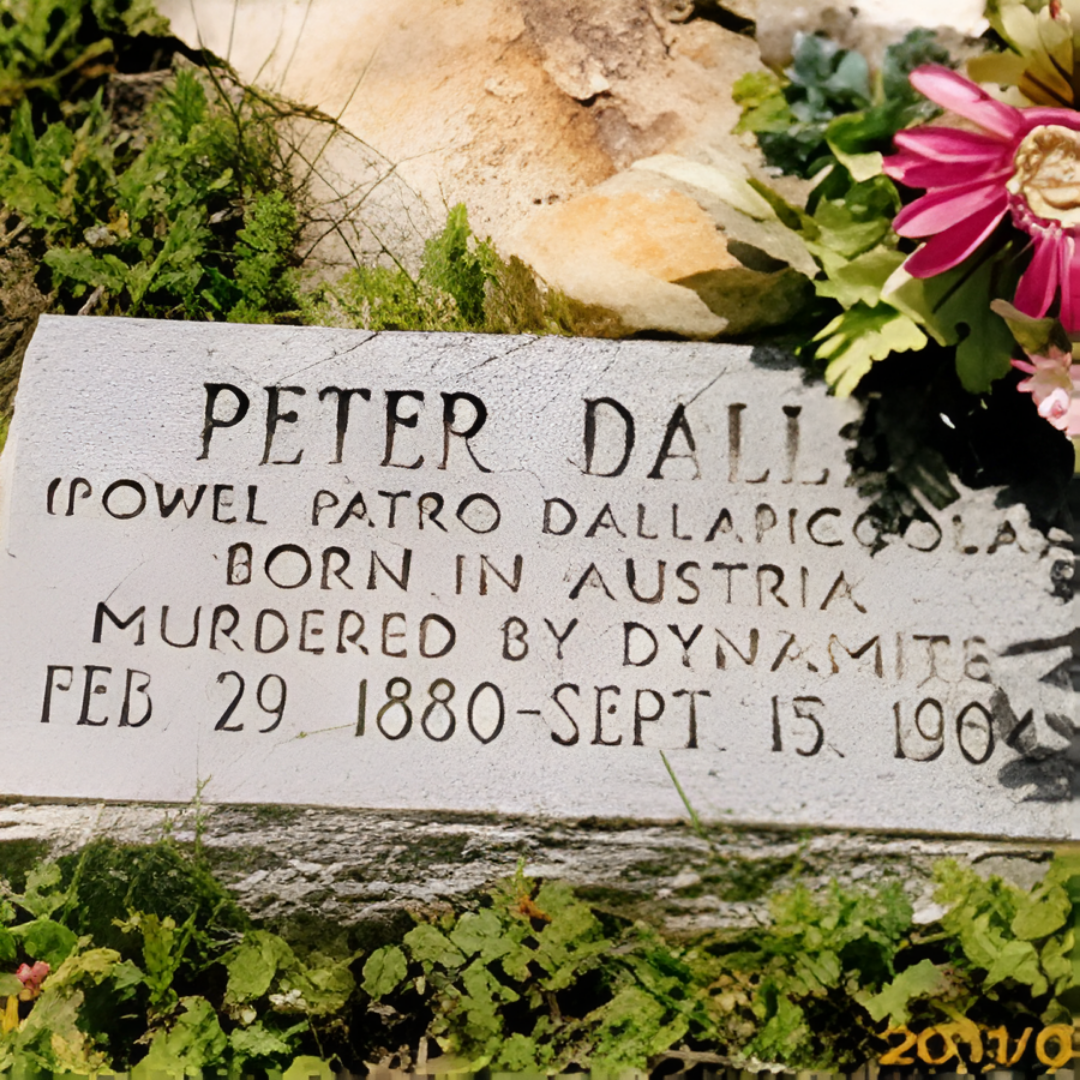 PETER DALL
(POWEL PATRO DALLAPICCOLA
BORN IN AUSTRIA
MURDERED BY DYNAMITE
FEB 29 1880-SEPT. 15
2011/0